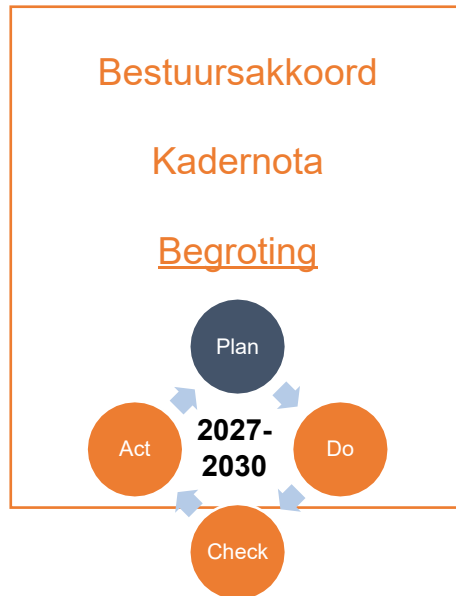 Bestuursakkoord
Kadernota
Begroting
Plan
Act
2027-
2030
Do
Check